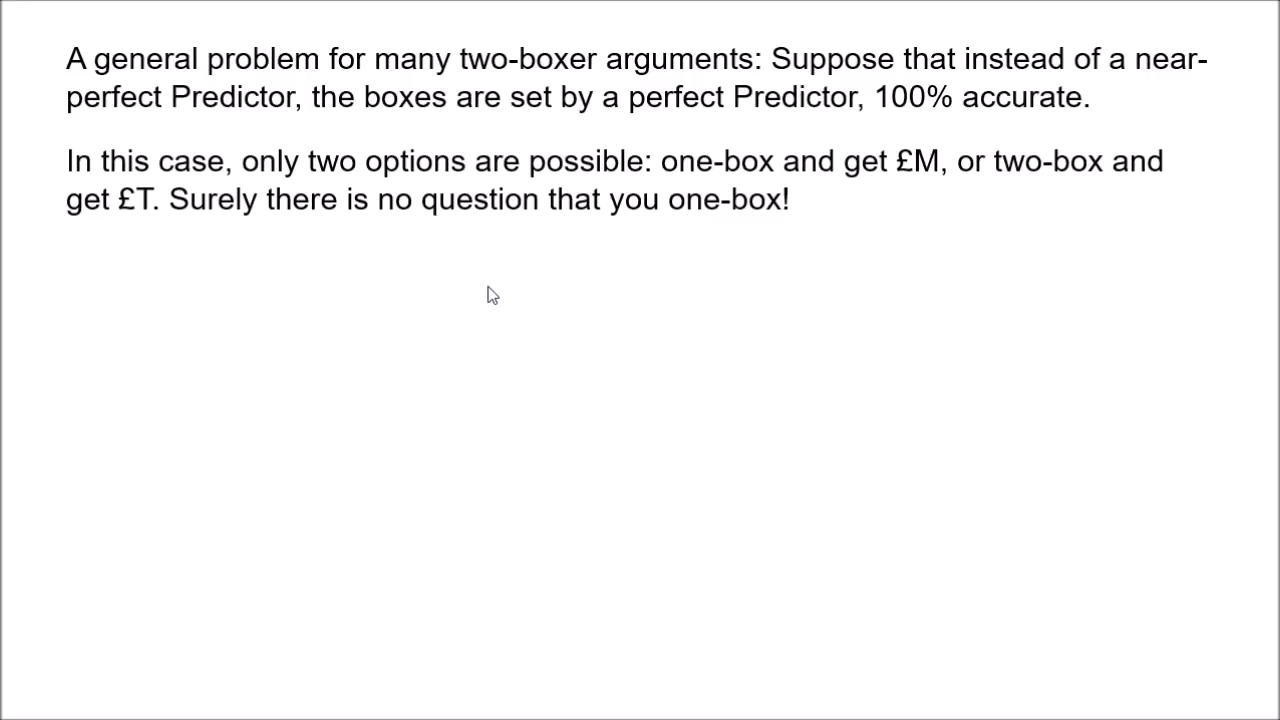 A general problem for many two-boxer arguments: Suppose that instead of a near-
perfect Predictor, the boxes are set by a perfect Predictor, 100% accurate.
In this case, only two options are possible: one-box and get £M, or two-box and
get £T. Surely there is no question that you one-box!